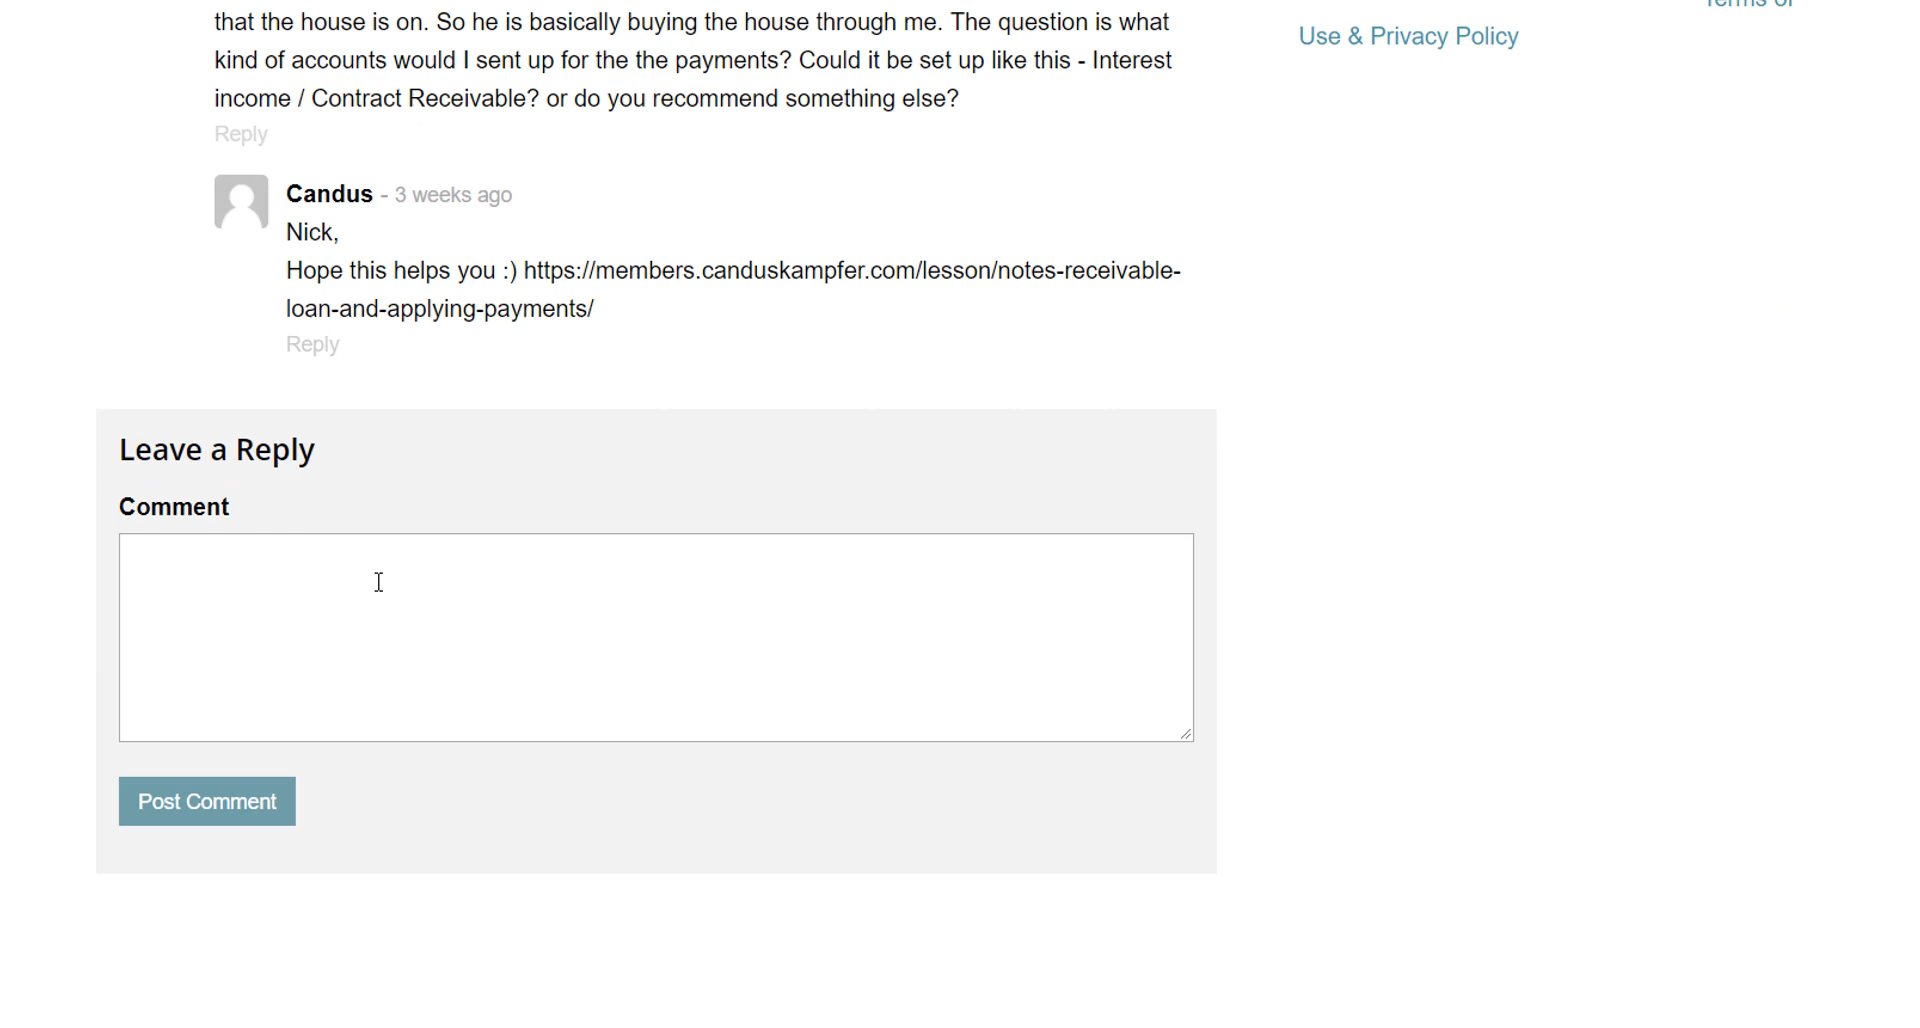 that the house is on. So he is basically buying the house through me. The question is what
kind of accounts would I sent up for the the payments? Could it be set up like this - Interest
income / Contract Receivable? or do you recommend something else?
Reply
Candus - 3 weeks ago
Nick,
Hope this helps you :) https://members.canduskampfer.com/lesson/notes-receivable-
loan-and-applying-payments/
Reply
Leave a Reply
Comment
Post Comment
Terms of
Use & Privacy Policy